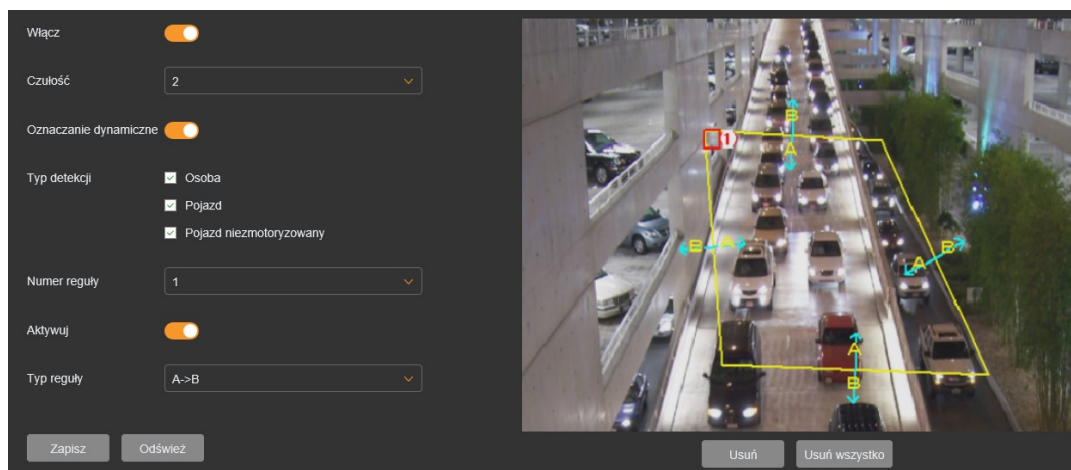 Włącz
Czułość 2
Oznaczanie dynamiczne
Typ detekcji Osoba
Pojazd
Pojazd niezmotoryzowany
Numer reguły 1
Aktywuj
Typ reguły A->B
Zapisz Odśwież
B
A
1)
B A
A B
A
B
Usuń Usuń wszystko